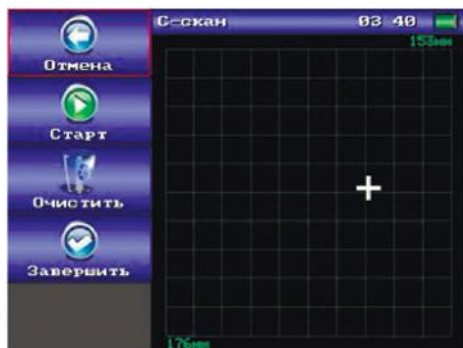 C-скан 03 40
153мм
Отмена
Старт
Очистить
Завершить
176мм